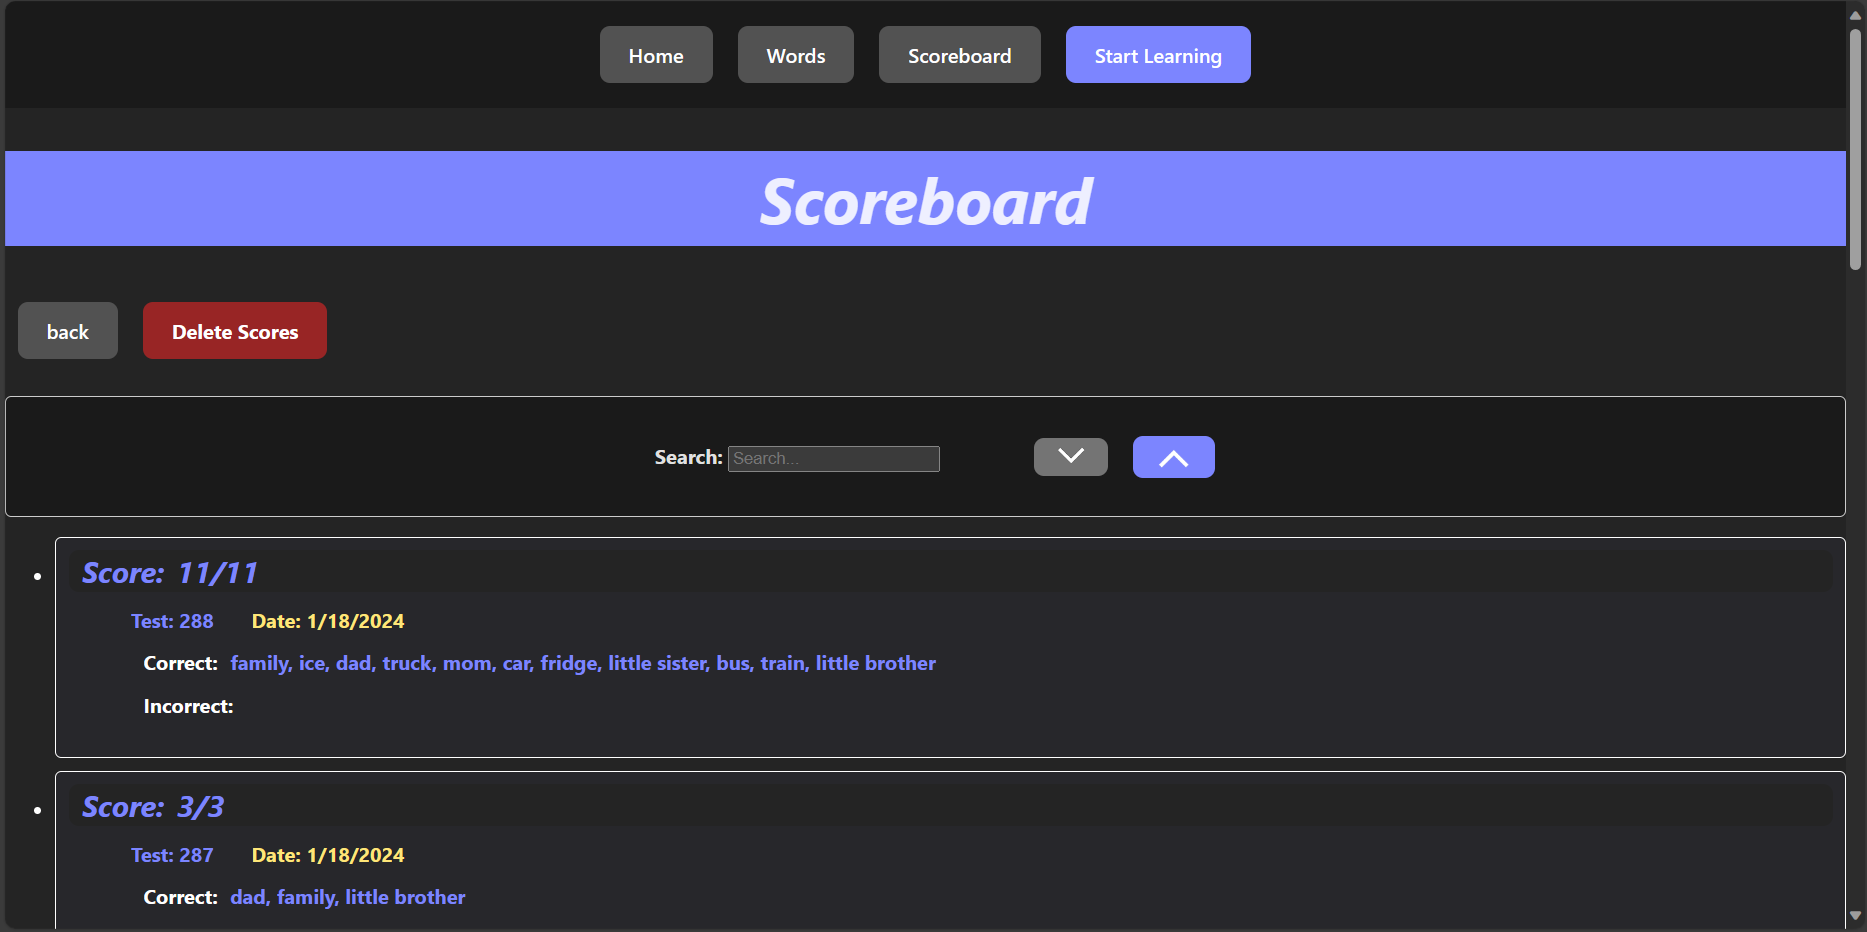 Home Words Scoreboard Start Learning
Scoreboard
back Delete Scores
Search: Search...
Score: 11/11
Test: 288 Date: 1/18/2024
Correct: family, ice, dad, truck, mom, car, fridge, little sister, bus, train, little brother
Incorrect:
Score: 3/3
Test: 287 Date: 1/18/2024
Correct: dad, family, little brother